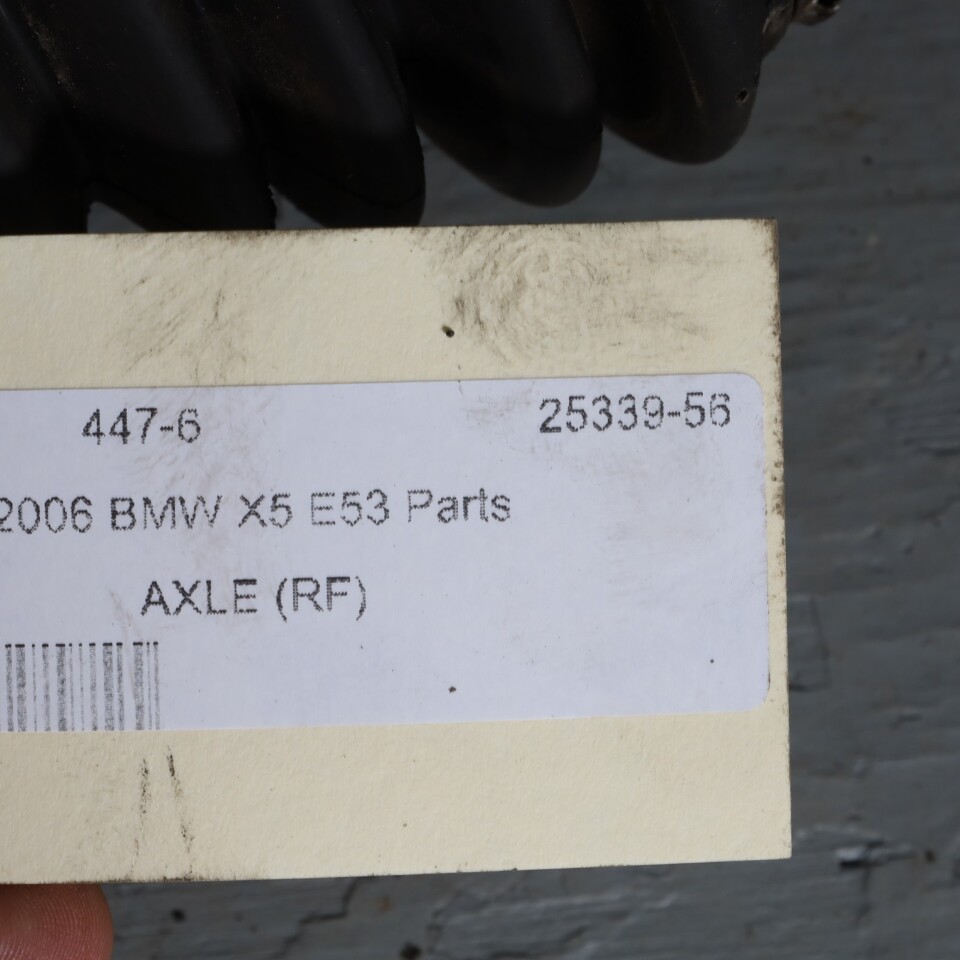 447-6 25339-56
2006 BMW X5 E53 Parts
AXLE (RF)